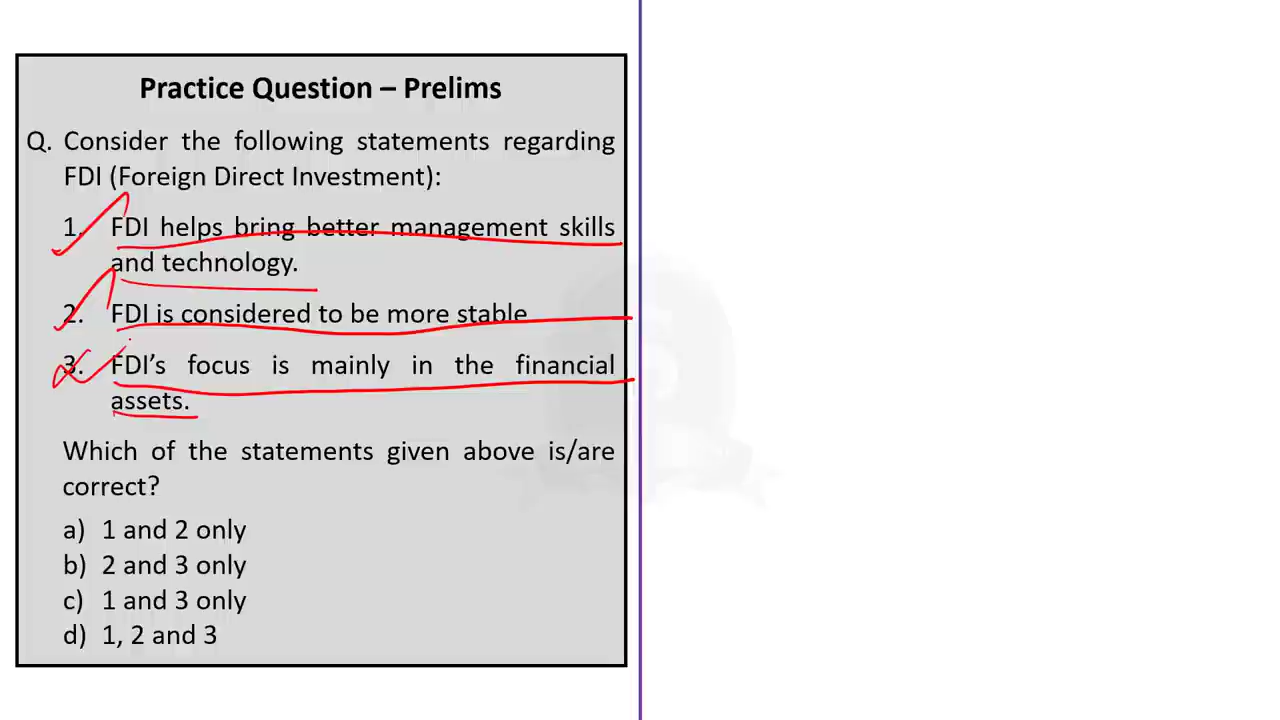 Practice Question – Prelims
Q. Consider the following statements regarding
FDI (Foreign Direct Investment):
1. FDI helps bring better management skills
and technology.
2. FDI is considered to be more stable
3. FDI's focus is mainly in the financial
assets.
Which of the statements given above is/are
correct?
a) 1 and 2 only
b) 2 and 3 only
c) 1 and 3 only
d) 1, 2 and 3